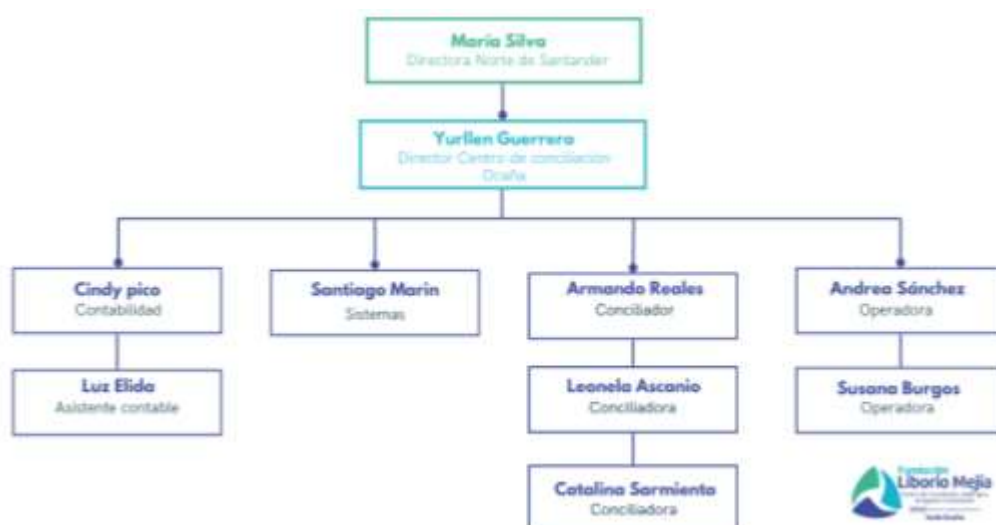 María Silva
Directora Norte de Santander
Yurllen Guerrero
Director Centro de conciliación
Ocaña
Cindy pico
Contabilidad
Santiago Marin
Sistemas
Armando Reales
Conciliador
Andrea Sánchez
Operadora
Luz Elida
Asistente contable
Leonela Ascanio
Conciliadora
Susana Burgos
Operadora
Catalina Sarmiento
Conciliadora
Fundación
Liborio Mejía